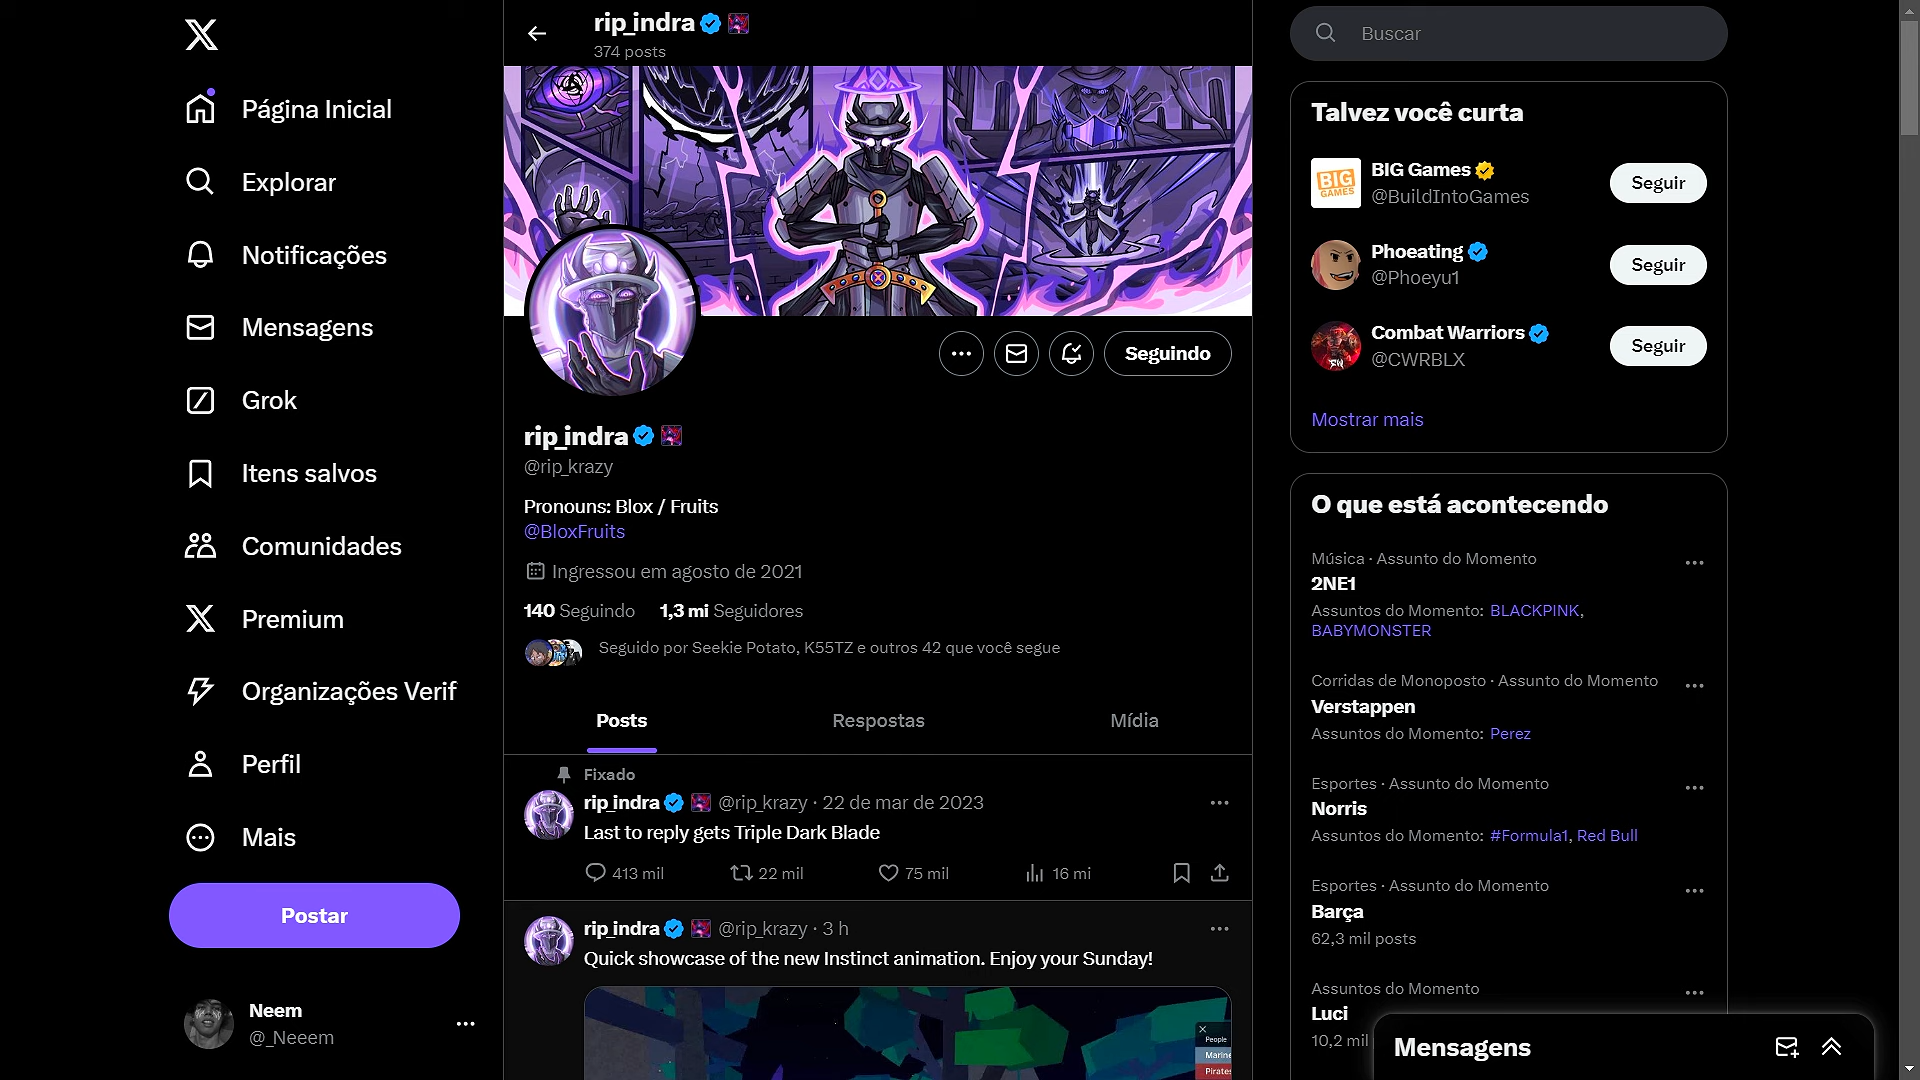 Página Inicial
Explorar
Notificações
Mensagens
Grok
Itens salvos
Comunidades
Premium
Organizações Verif
Perfil
Mais
Postar
Neem
@_Neeem
rip_indra
374 posts
Seguindo
rip_indra
@rip_krazy
Pronouns: Blox / Fruits
@BloxFruits
Ingressou em agosto de 2021
140 Seguindo 1,3 mi Seguidores
Seguido por Seekie Potato, K55TZ e outros 42 que você segue
Posts Respostas Mídia
Fixado
rip_indra @rip_krazy · 22 de mar de 2023
Last to reply gets Triple Dark Blade
413 mil 22 mil 75 mil 16 mi
rip_indra @rip_krazy · 3 h
Quick showcase of the new Instinct animation. Enjoy your Sunday!
People
Marine
Pirates
Buscar
Talvez você curta
BIG GAMES
BIG Games
@BuildIntoGames
Seguir
Phoeating
@Phoeyu1
Seguir
Combat Warriors
@CWRBLX
Seguir
Mostrar mais
O que está acontecendo
Música · Assunto do Momento
2NE1
Assuntos do Momento: BLACKPINK,
BABYMONSTER
Corridas de Monoposto · Assunto do Momento
Verstappen
Assuntos do Momento: Perez
Esportes · Assunto do Momento
Norris
Assuntos do Momento: #Formula1, Red Bull
Esportes · Assunto do Momento
Barça
62,3 mil posts
Assuntos do Momento
Luci
10,2 mil
Mensagens